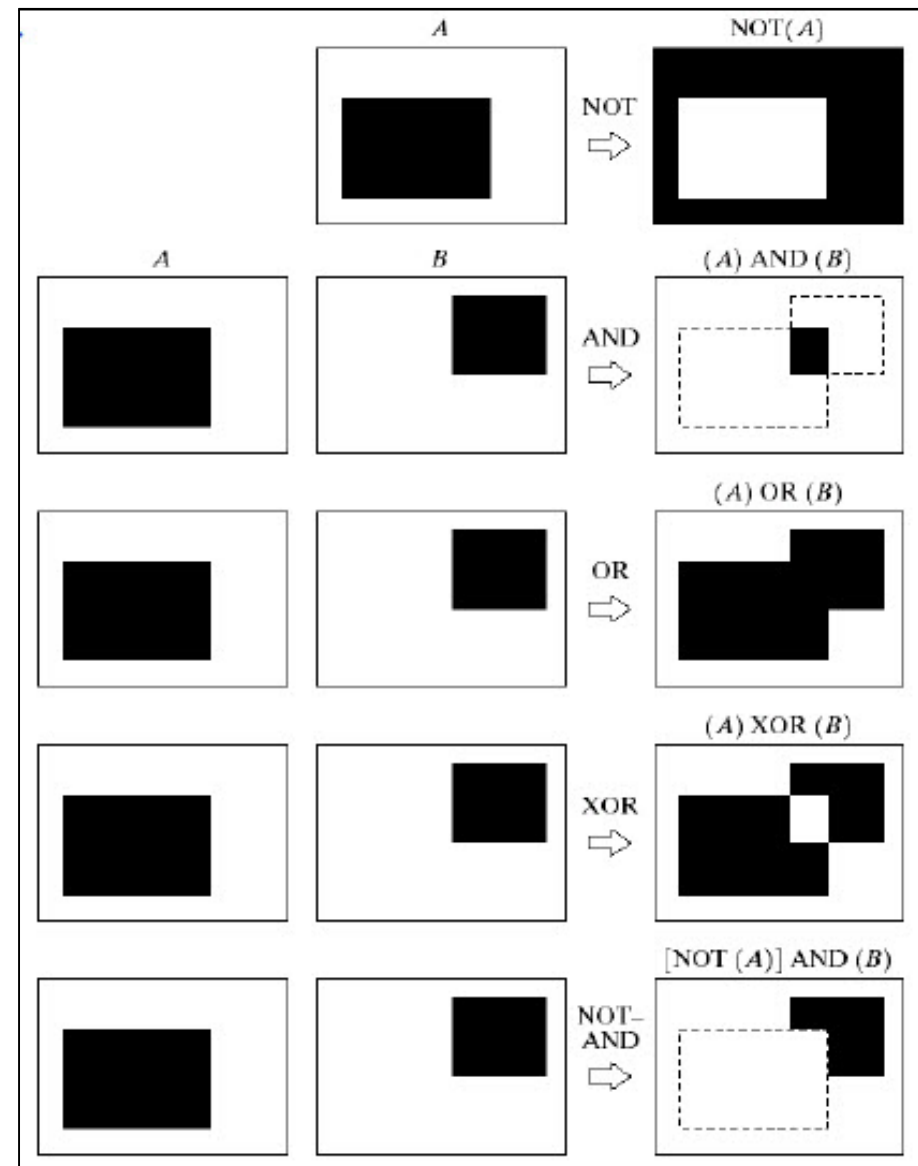 A
NOT(A)
NOT
A
B
(A) AND (B)
AND
(A) OR (B)
OR
(A) XOR (B)
XOR
[NOT (A)] AND (B)
NOT–
AND